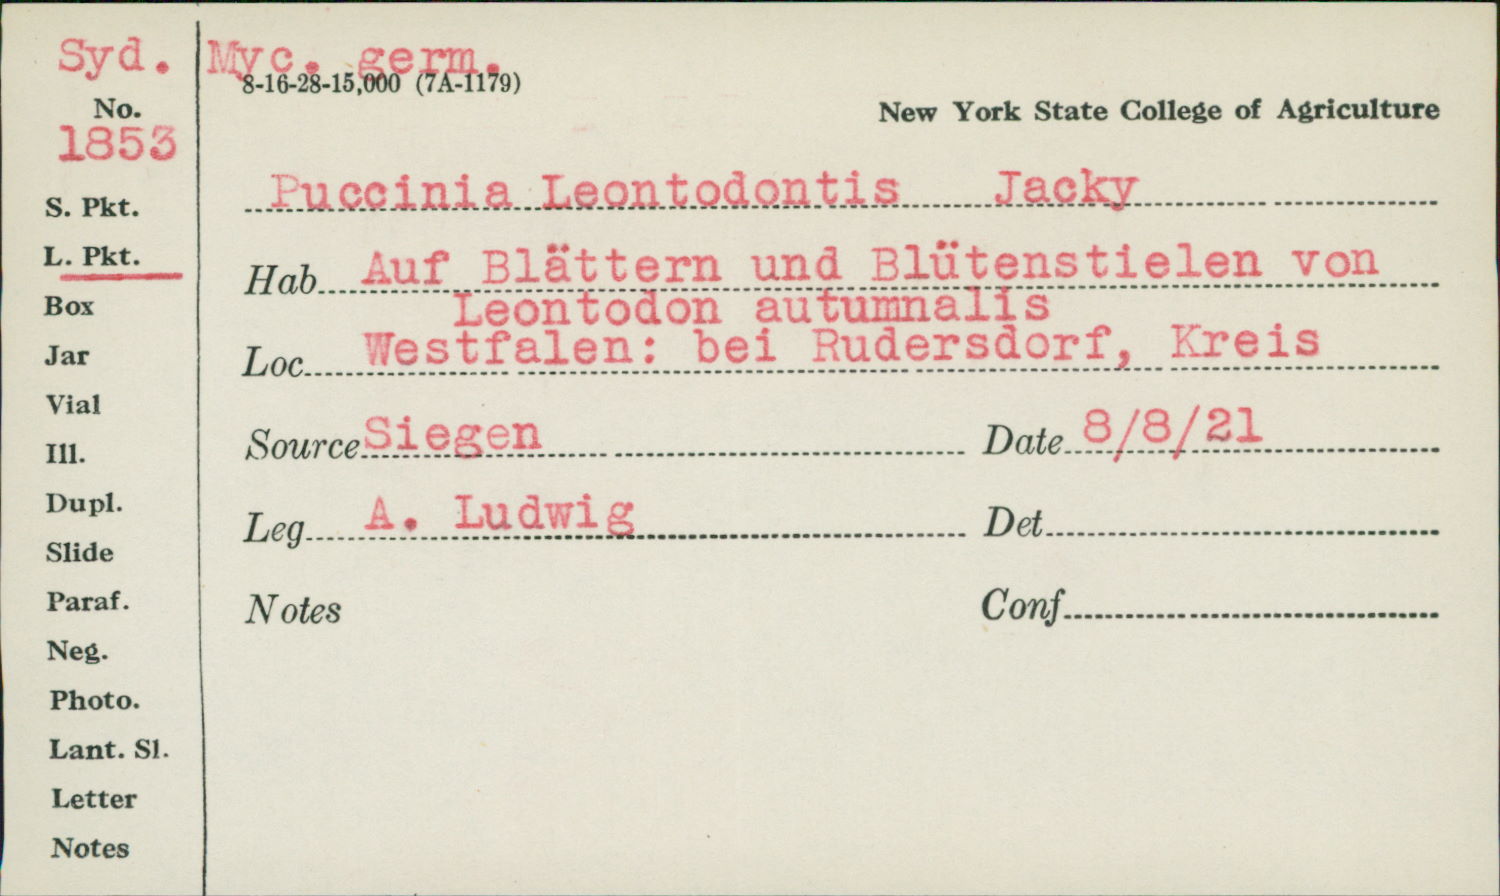 Syd. Myc. germ.
8-16-28-15,000 (7A-1179)
No.
New York State College of Agriculture
1853
Puccinia Leontodontis Jacky
S. Pkt.
L. Pkt.
Hab. Auf Blättern und Blütenstielen von
Leontodon autumnalis
Box
Loc. Westfalen: bei Rudersdorf, Kreis
Jar
Vial
Source Siegen Date 8/8/21
Ill.
Dupl.
Leg. A. Ludwig Det.
Slide
Paraf.
Notes Conf.
Neg.
Photo.
Lant. Sl.
Letter
Notes